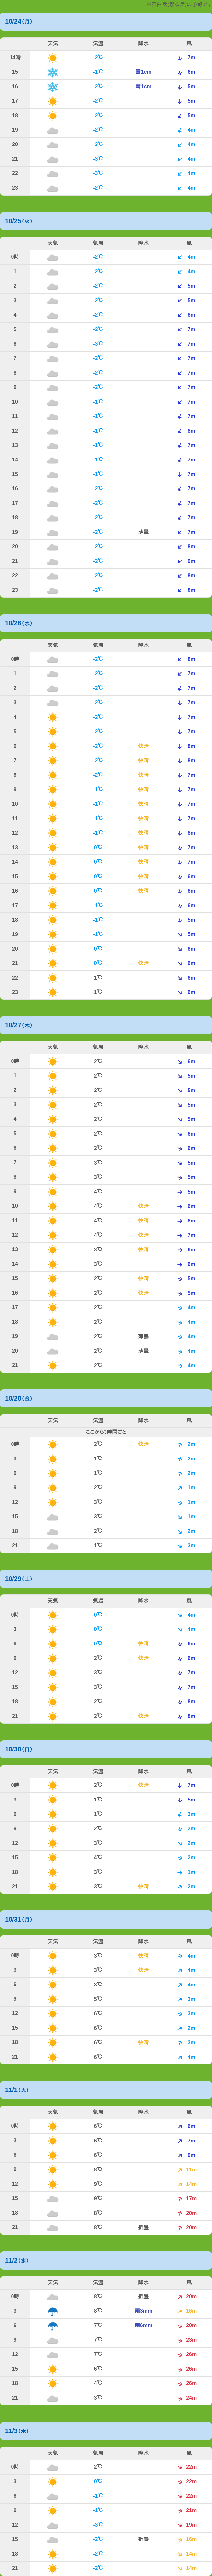 10/24(月)
天気 気温 降水 風
14時 -2℃ 7m
15 -1℃ 雪1cm 6m
16 -2℃ 雪1cm 5m
17 -2℃ 5m
18 -2℃ 5m
19 -2℃ 4m
20 -3℃ 4m
21 -3℃ 4m
22 -3℃ 4m
23 -2℃ 4m
10/25(火)
天気 気温 降水 風
0時 -2℃ 4m
1 -2℃ 4m
2 -2℃ 5m
3 -2℃ 5m
4 -2℃ 6m
5 -2℃ 7m
6 -3℃ 7m
7 -2℃ 7m
8 -2℃ 7m
9 -2℃ 7m
10 -1℃ 7m
11 -1℃ 7m
12 -1℃ 8m
13 -1℃ 7m
14 -1℃ 7m
15 -1℃ 7m
16 -2℃ 7m
17 -2℃ 7m
18 -2℃ 7m
19 -2℃ 薄曇 7m
20 -2℃ 8m
21 -2℃ 9m
22 -2℃ 8m
23 -2℃ 8m
10/26(水)
天気 気温 降水 風
0時 -2℃ 8m
1 -2℃ 7m
2 -2℃ 7m
3 -2℃ 7m
4 -2℃ 7m
5 -2℃ 7m
6 -2℃ 快晴 8m
7 -2℃ 快晴 8m
8 -2℃ 快晴 7m
9 -1℃ 快晴 7m
10 -1℃ 快晴 7m
11 -1℃ 快晴 7m
12 -1℃ 快晴 8m
13 0℃ 快晴 7m
14 0℃ 快晴 7m
15 0℃ 快晴 6m
16 0℃ 快晴 6m
17 -1℃ 6m
18 -1℃ 5m
19 -1℃ 5m
20 0℃ 6m
21 0℃ 快晴 6m
22 1℃ 6m
23 1℃ 6m
10/27(木)
天気 気温 降水 風
0時 2℃ 6m
1 2℃ 5m
2 2℃ 5m
3 2℃ 5m
4 2℃ 5m
5 2℃ 6m
6 2℃ 6m
7 3℃ 5m
8 3℃ 5m
9 4℃ 5m
10 4℃ 快晴 6m
11 4℃ 快晴 6m
12 4℃ 快晴 7m
13 3℃ 快晴 6m
14 3℃ 6m
15 2℃ 快晴 5m
16 2℃ 快晴 5m
17 2℃ 4m
18 2℃ 4m
19 2℃ 薄曇 4m
20 2℃ 薄曇 4m
21 2℃ 4m
10/28(金)
天気 気温 降水 風
ここから3時間ごと
0時 2℃ 快晴 2m
3 1℃ 2m
6 1℃ 2m
9 2℃ 1m
12 3℃ 1m
15 3℃ 1m
18 2℃ 2m
21 1℃ 3m
10/29(土)
天気 気温 降水 風
0時 0℃ 4m
3 0℃ 4m
6 0℃ 快晴 6m
9 2℃ 快晴 6m
12 3℃ 7m
15 3℃ 7m
18 2℃ 8m
21 2℃ 快晴 8m
10/30(日)
天気 気温 降水 風
0時 2℃ 快晴 7m
3 1℃ 5m
6 1℃ 3m
9 2℃ 2m
12 3℃ 2m
15 4℃ 2m
18 3℃ 1m
21 3℃ 快晴 2m
10/31(月)
天気 気温 降水 風
0時 3℃ 快晴 4m
3 3℃ 快晴 4m
6 3℃ 4m
9 5℃ 3m
12 6℃ 3m
15 6℃ 2m
18 6℃ 快晴 3m
21 6℃ 4m
11/1(火)
天気 気温 降水 風
0時 6℃ 6m
3 6℃ 7m
6 6℃ 9m
9 8℃ 11m
12 9℃ 14m
15 9℃ 17m
18 8℃ 20m
21 8℃ 折曇 20m
11/2(水)
天気 気温 降水 風
0時 8℃ 折曇 20m
3 8℃ 雨3mm 16m
6 7℃ 雨6mm 20m
9 7℃ 23m
12 7℃ 26m
15 6℃ 26m
18 4℃ 26m
21 3℃ 24m
11/3(木)
天気 気温 降水 風
0時 2℃ 22m
3 0℃ 22m
6 -1℃ 22m
9 -1℃ 21m
12 -3℃ 19m
15 -2℃ 折曇 16m
18 -2℃ 14m
21 -2℃ 14m